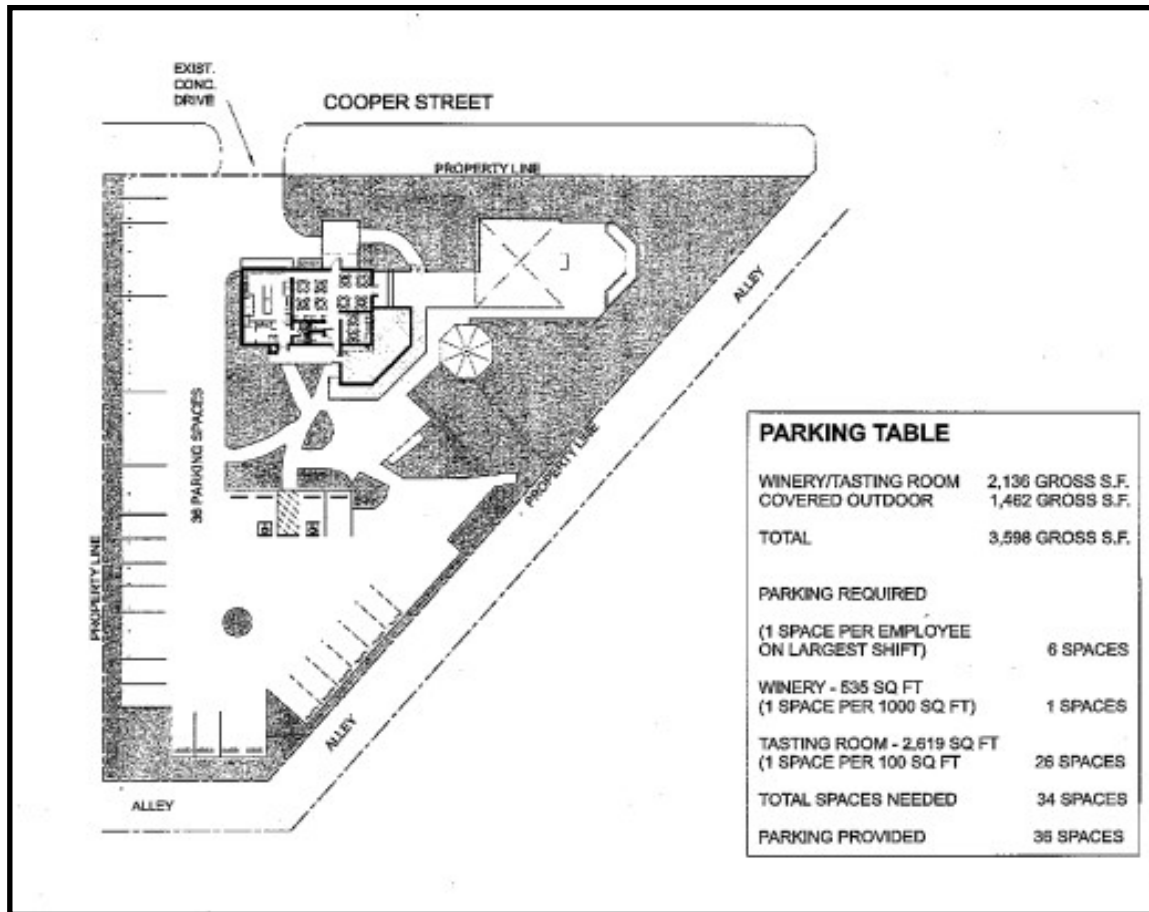 EXIST.
CONC.
DRIVE
COOPER STREET
PROPERTY LINE
ALLEY
36 PARKING SPACES
PROPERTY LINE
PROPERTY LINE
ALLEY
ALLEY
PARKING TABLE
WINERY/TASTING ROOM 2,136 GROSS S.F.
COVERED OUTDOOR 1,462 GROSS S.F.
TOTAL 3,598 GROSS S.F.
PARKING REQUIRED
(1 SPACE PER EMPLOYEE
ON LARGEST SHIFT) 6 SPACES
WINERY - 535 SQ FT
(1 SPACE PER 1000 SQ FT) 1 SPACES
TASTING ROOM - 2,619 SQ FT
(1 SPACE PER 100 SQ FT 26 SPACES
TOTAL SPACES NEEDED 34 SPACES
PARKING PROVIDED 36 SPACES